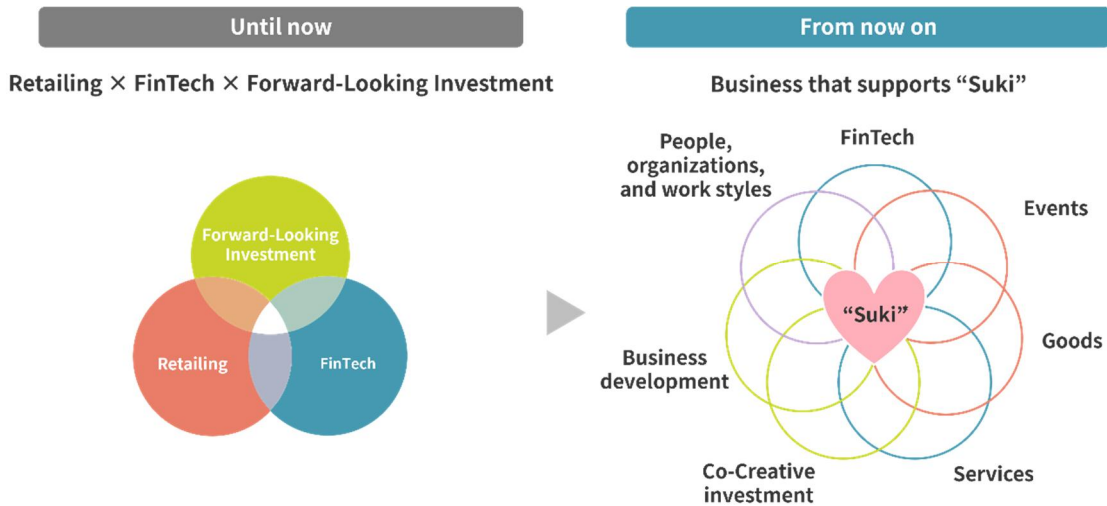 Until now
Retailing × FinTech × Forward-Looking Investment
Forward-Looking
Investment
Retailing
FinTech
From now on
Business that supports “Suki”
FinTech
People,
organizations,
and work styles
Events
“Suki”
Goods
Business
development
Co-Creative
investment
Services